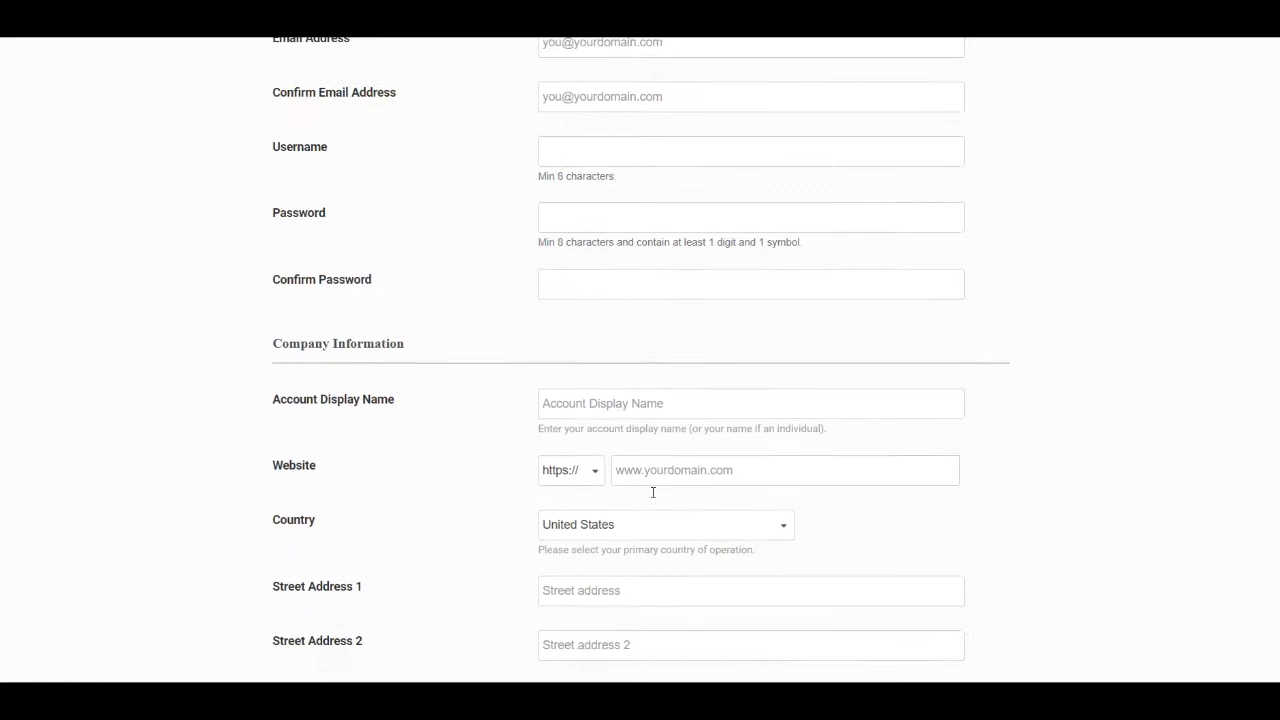 Email Address
you@yourdomain.com
Confirm Email Address
you@yourdomain.com
Username
Min 8 characters.
Password
Min 8 characters and contain at least 1 digit and 1 symbol.
Confirm Password
Company Information
Account Display Name
Account Display Name
Enter your account display name (or your name if an individual).
Website
https://
www.yourdomain.com
Country
United States
Please select your primary country of operation.
Street Address 1
Street address
Street Address 2
Street address 2